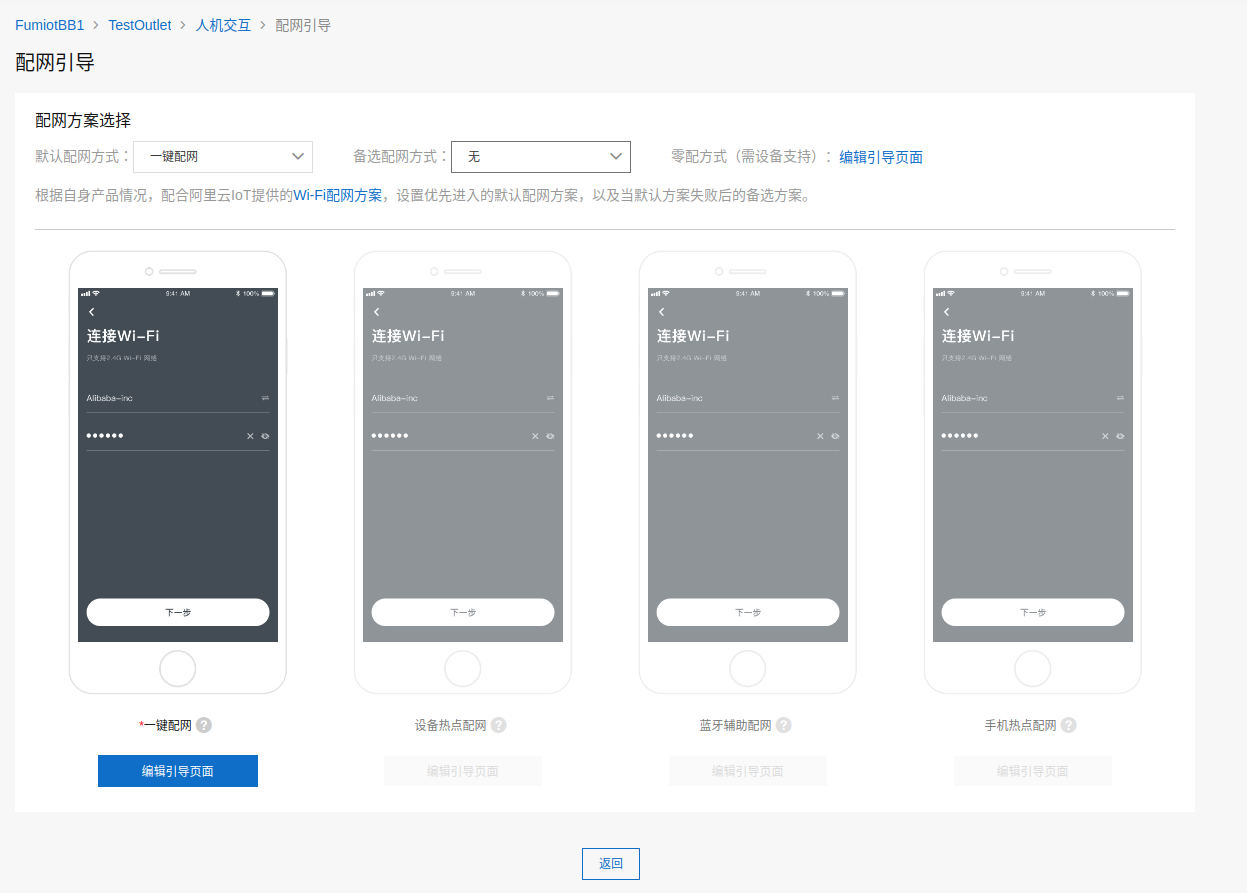 FumiotBB1 > TestOutlet > 人机交互 > 配网引导
配网引导
配网方案选择
默认配网方式： 一键配网 备选配网方式： 无 零配方式（需设备支持）： 编辑引导页面
根据自身产品情况，配合阿里云IoT提供的Wi-Fi配网方案，设置优先进入的默认配网方案，以及当默认方案失败后的备选方案。
9:41 AM 100% 9:41 AM 100% 9:41 AM 100% 9:41 AM 100%
连接Wi-Fi 连接Wi-Fi 连接Wi-Fi 连接Wi-Fi
只支持2.4G Wi-Fi 网络 只支持2.4G Wi-Fi 网络 只支持2.4G Wi-Fi 网络 只支持2.4G Wi-Fi 网络
Alibaba-inc Alibaba-inc Alibaba-inc Alibaba-inc
下一步 下一步 下一步 下一步
*一键配网 ? 设备热点配网 ? 蓝牙辅助配网 ? 手机热点配网 ?
编辑引导页面 编辑引导页面 编辑引导页面 编辑引导页面
返回